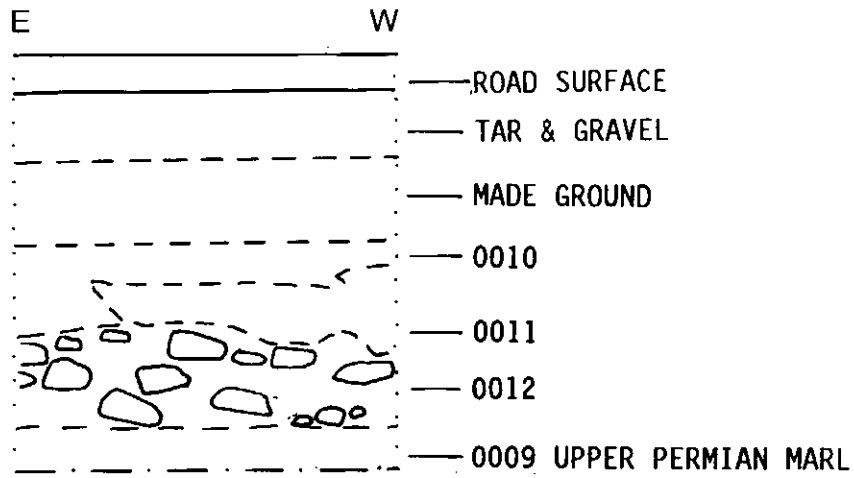 E W
ROAD SURFACE
TAR & GRAVEL
MADE GROUND
0010
0011
0012
0009 UPPER PERMIAN MARL